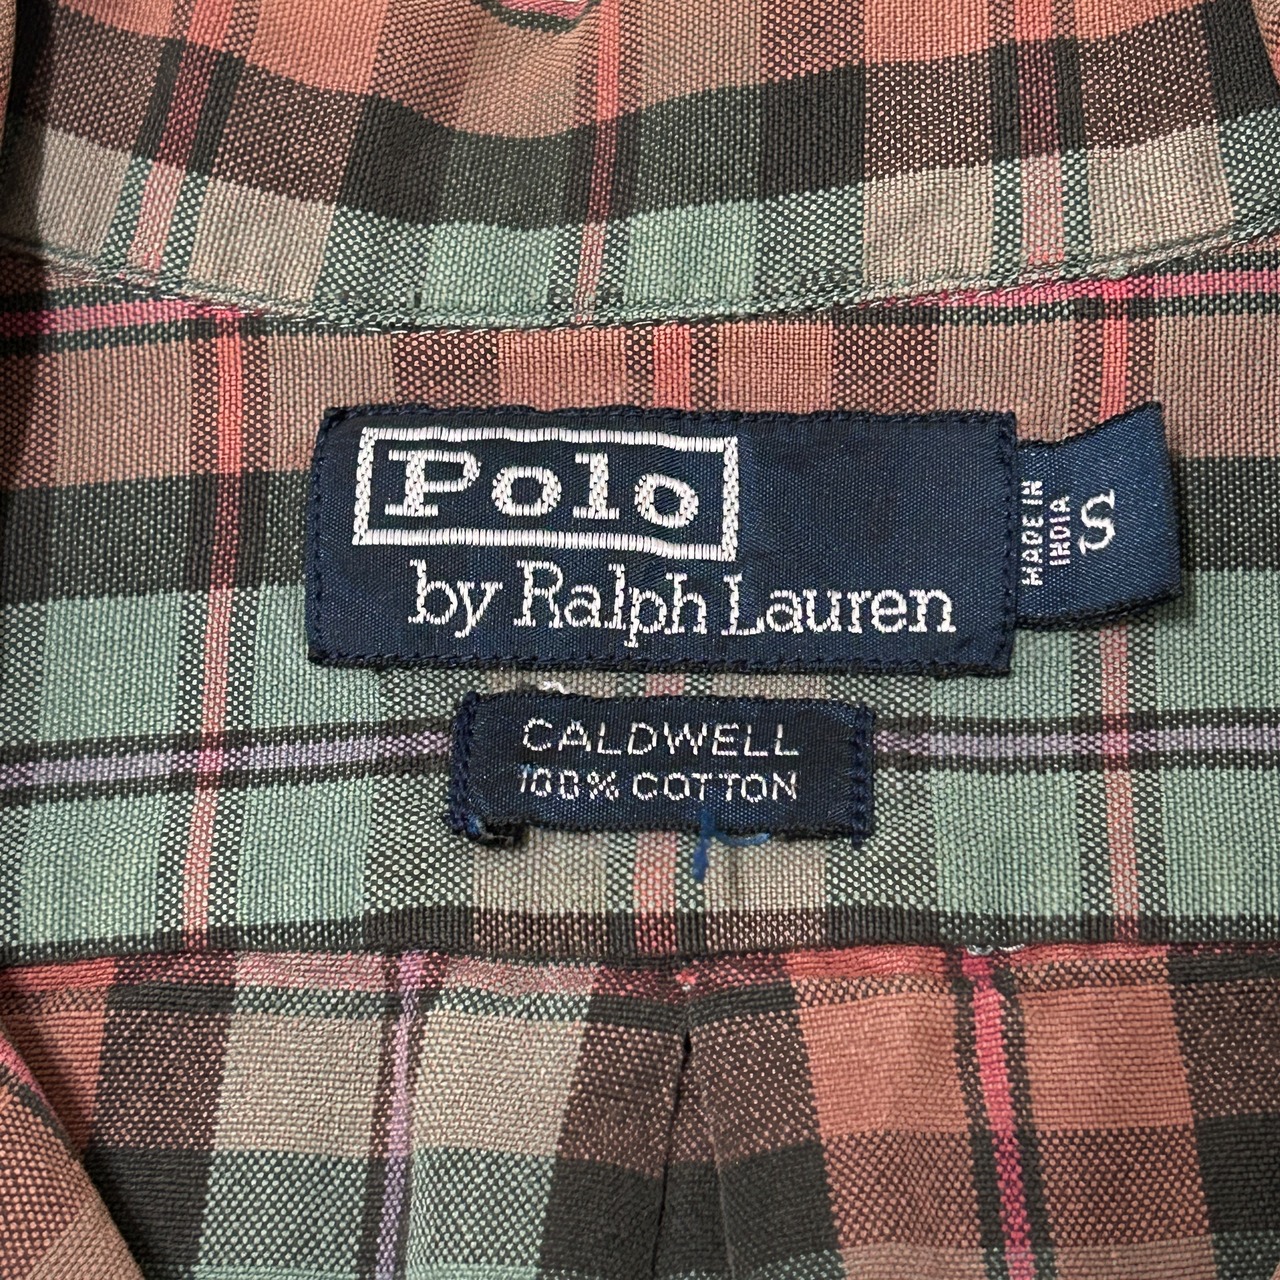 Polo
by Ralph Lauren
MADE IN
INDIA
S
CALDWELL
100% COTTON